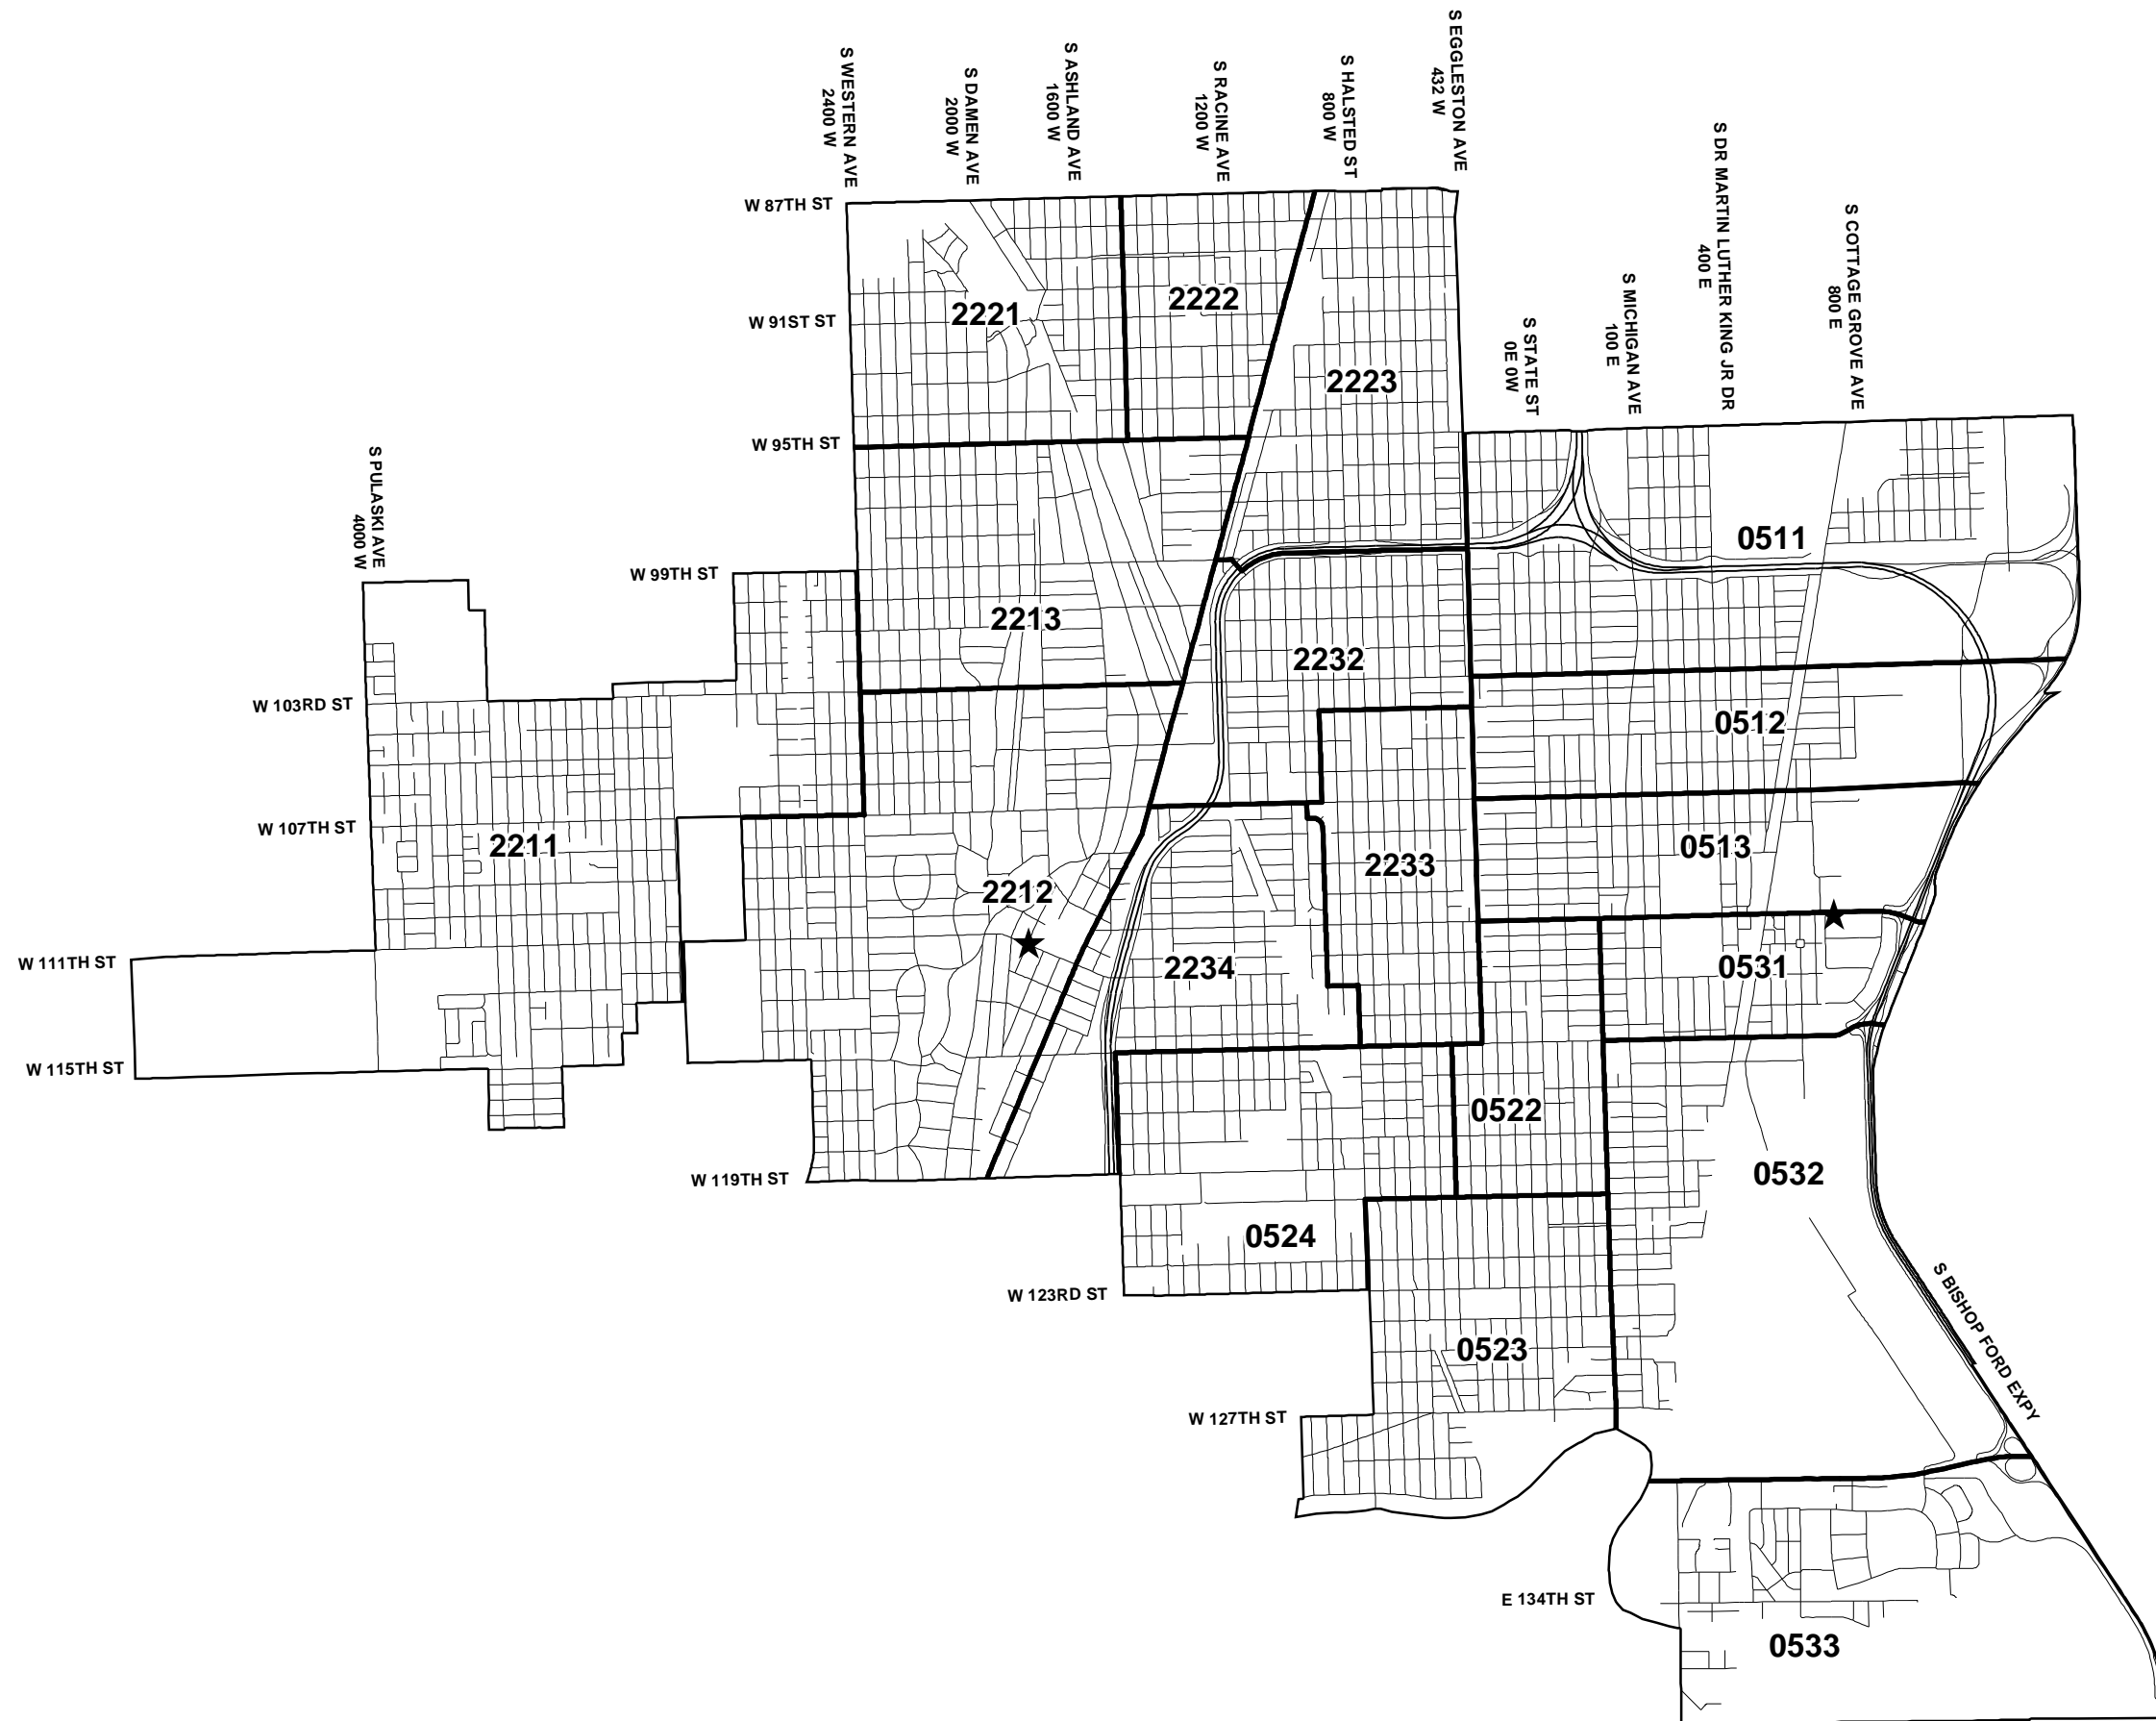 S WESTERN AVE
2400 W
S DAMEN AVE
2000 W
S ASHLAND AVE
1600 W
S RACINE AVE
1200 W
S HALSTED ST
800 W
S EGGLESTON AVE
432 W
S STATE ST
0E 0W
S MICHIGAN AVE
100 E
S DR MARTIN LUTHER KING JR DR
400 E
S COTTAGE GROVE AVE
800 E
S PULASKI AVE
4000 W
W 87TH ST
W 91ST ST
W 95TH ST
W 99TH ST
W 103RD ST
W 107TH ST
W 111TH ST
W 115TH ST
W 119TH ST
W 123RD ST
W 127TH ST
E 134TH ST
S BISHOP FORD EXPY
2221
2222
2223
0511
2213
2232
0512
2211
2212
2233
0513
2234
0531
0522
0532
0524
0523
0533